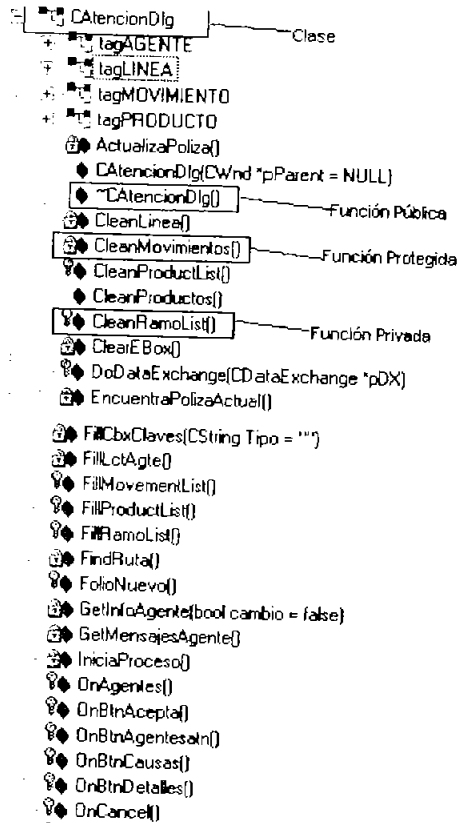 CAtencionDlg
Clase
tagAGENTE
tagLINEA
tagMOVIMIENTO
tagPRODUCTO
ActualizaPoliza()
CAtencionDlg(CWnd *pParent = NULL)
~CAtencionDlg()
Función Pública
CleanLinea()
CleanMovimientos()
Función Protegida
CleanProductList()
CleanProductos()
CleanRamoList()
Función Privada
ClearEBox()
DoDataExchange(CDataExchange *pDX)
EncuentraPolizaActual()
FillCbxClaves(CString Tipo = "")
FillLctAgte()
FillMovementList()
FillProductList()
FillRamoList()
FindRuta()
FolioNuevo()
GetInfoAgente(bool cambio = false)
GetMensajesAgente()
IniciaProceso()
OnAgentes()
OnBtnAcepta()
OnBtnAgentesatn()
OnBtnCausas()
OnBtnDetalles()
OnCancel()